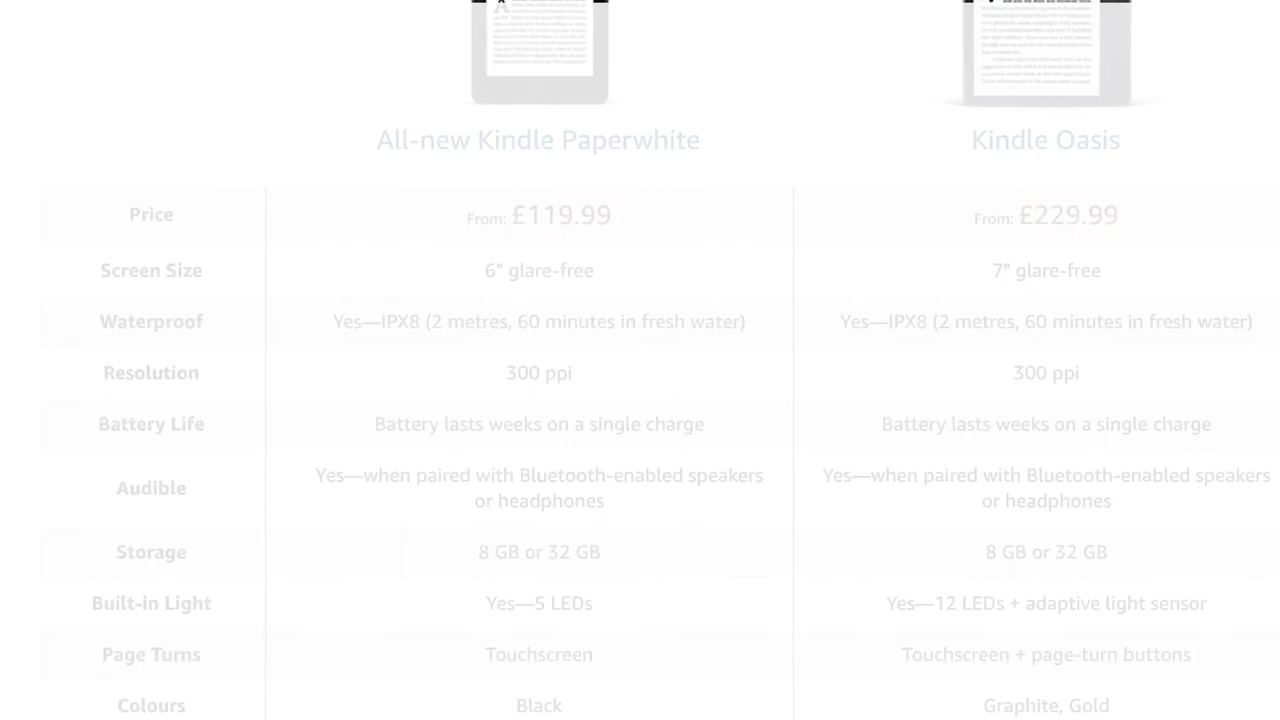 All-new Kindle Paperwhite Kindle Oasis
Price From: £119.99 From: £229.99
Screen Size 6" glare-free 7" glare-free
Waterproof Yes—IPX8 (2 metres, 60 minutes in fresh water) Yes—IPX8 (2 metres, 60 minutes in fresh water)
Resolution 300 ppi 300 ppi
Battery Life Battery lasts weeks on a single charge Battery lasts weeks on a single charge
Audible Yes—when paired with Bluetooth-enabled speakers Yes—when paired with Bluetooth-enabled speakers
or headphones or headphones
Storage 8 GB or 32 GB 8 GB or 32 GB
Built-in Light Yes—5 LEDs Yes—12 LEDs + adaptive light sensor
Page Turns Touchscreen Touchscreen + page-turn buttons
Colours Black Graphite, Gold